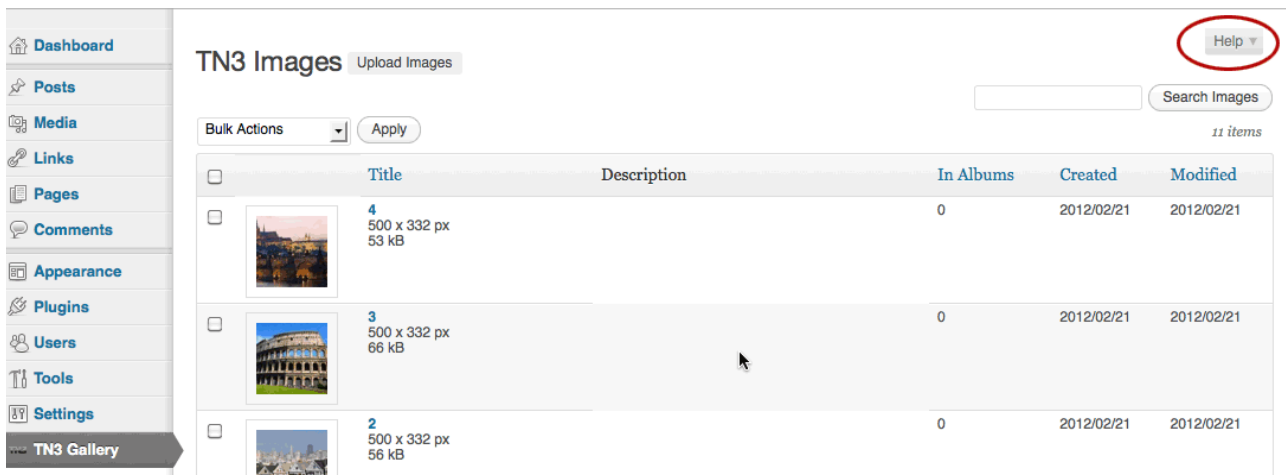 Dashboard
Posts
Media
Links
Pages
Comments
Appearance
Plugins
Users
Tools
Settings
TN3 Gallery
Help
TN3 Images Upload Images
Search Images
Bulk Actions Apply
11 items
Title Description In Albums Created Modified
4 0 2012/02/21 2012/02/21
500 x 332 px
53 kB
3 0 2012/02/21 2012/02/21
500 x 332 px
66 kB
2 0 2012/02/21 2012/02/21
500 x 332 px
56 kB